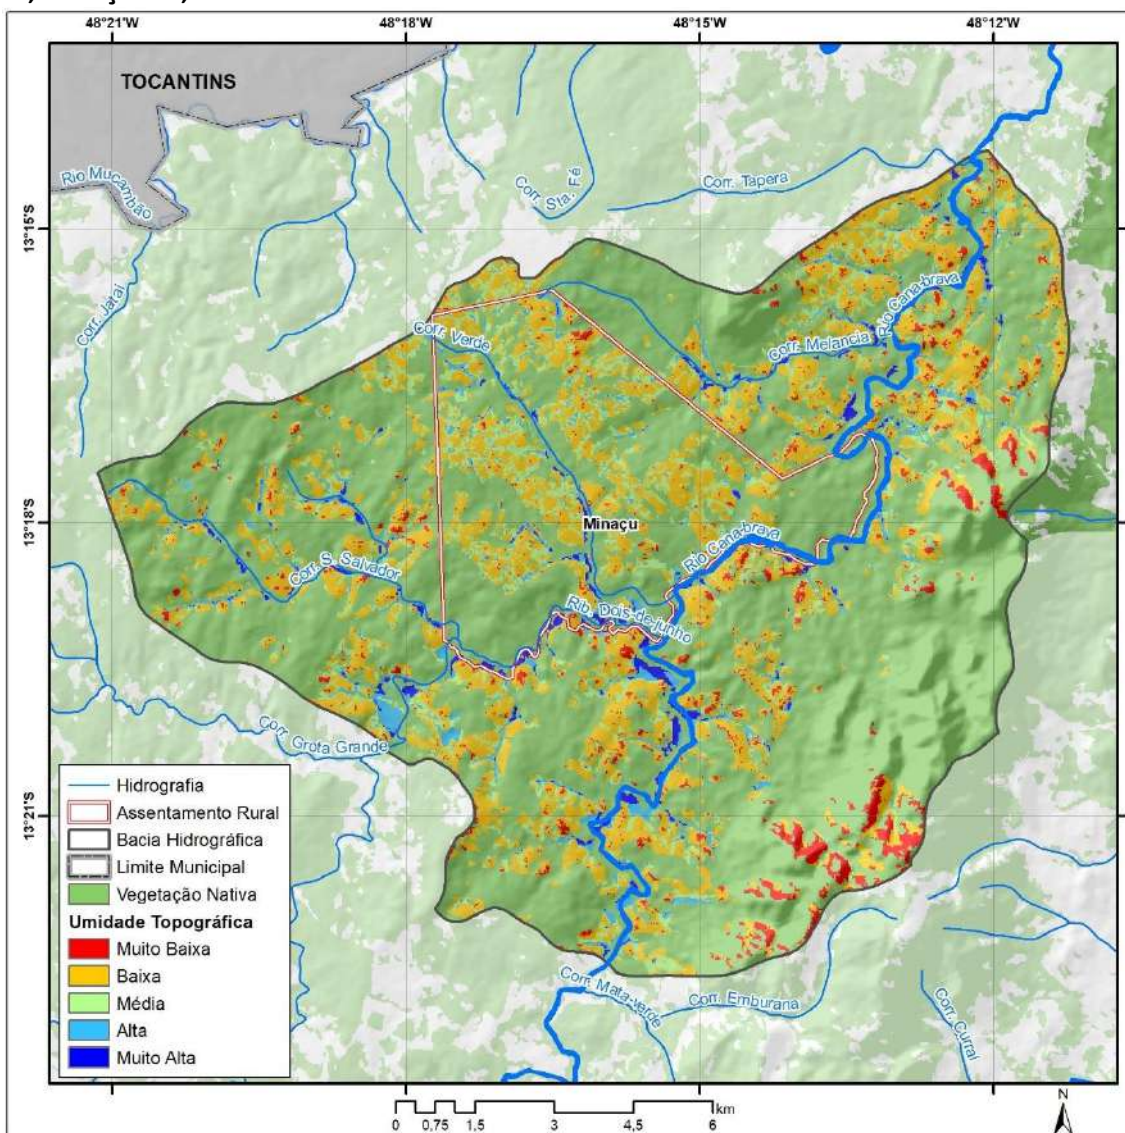 48°21'W
48°18'W
48°15'W
48°12'W
TOCANTINS
Rio Mucambão
Corr. Sta. Fé
Corr. Tapera
13°15'S
Corr. Jataí
Corr. Verde
Rio Cana-brava
Corr. Melancia
13°18'S
Minaçu
Rio Cana-brava
Corr. S. Salvador
Rib. Dois-de-junho
Corr. Grota Grande
13°21'S
Hidrografia
Assentamento Rural
Bacia Hidrográfica
Limite Municipal
Vegetação Nativa
Umidade Topográfica
Muito Baixa
Baixa
Média
Alta
Muito Alta
Corr. Mata-verde
Corr. Emburana
Corr. Curral
km
0 0,75 1,5 3 4,5 6
N